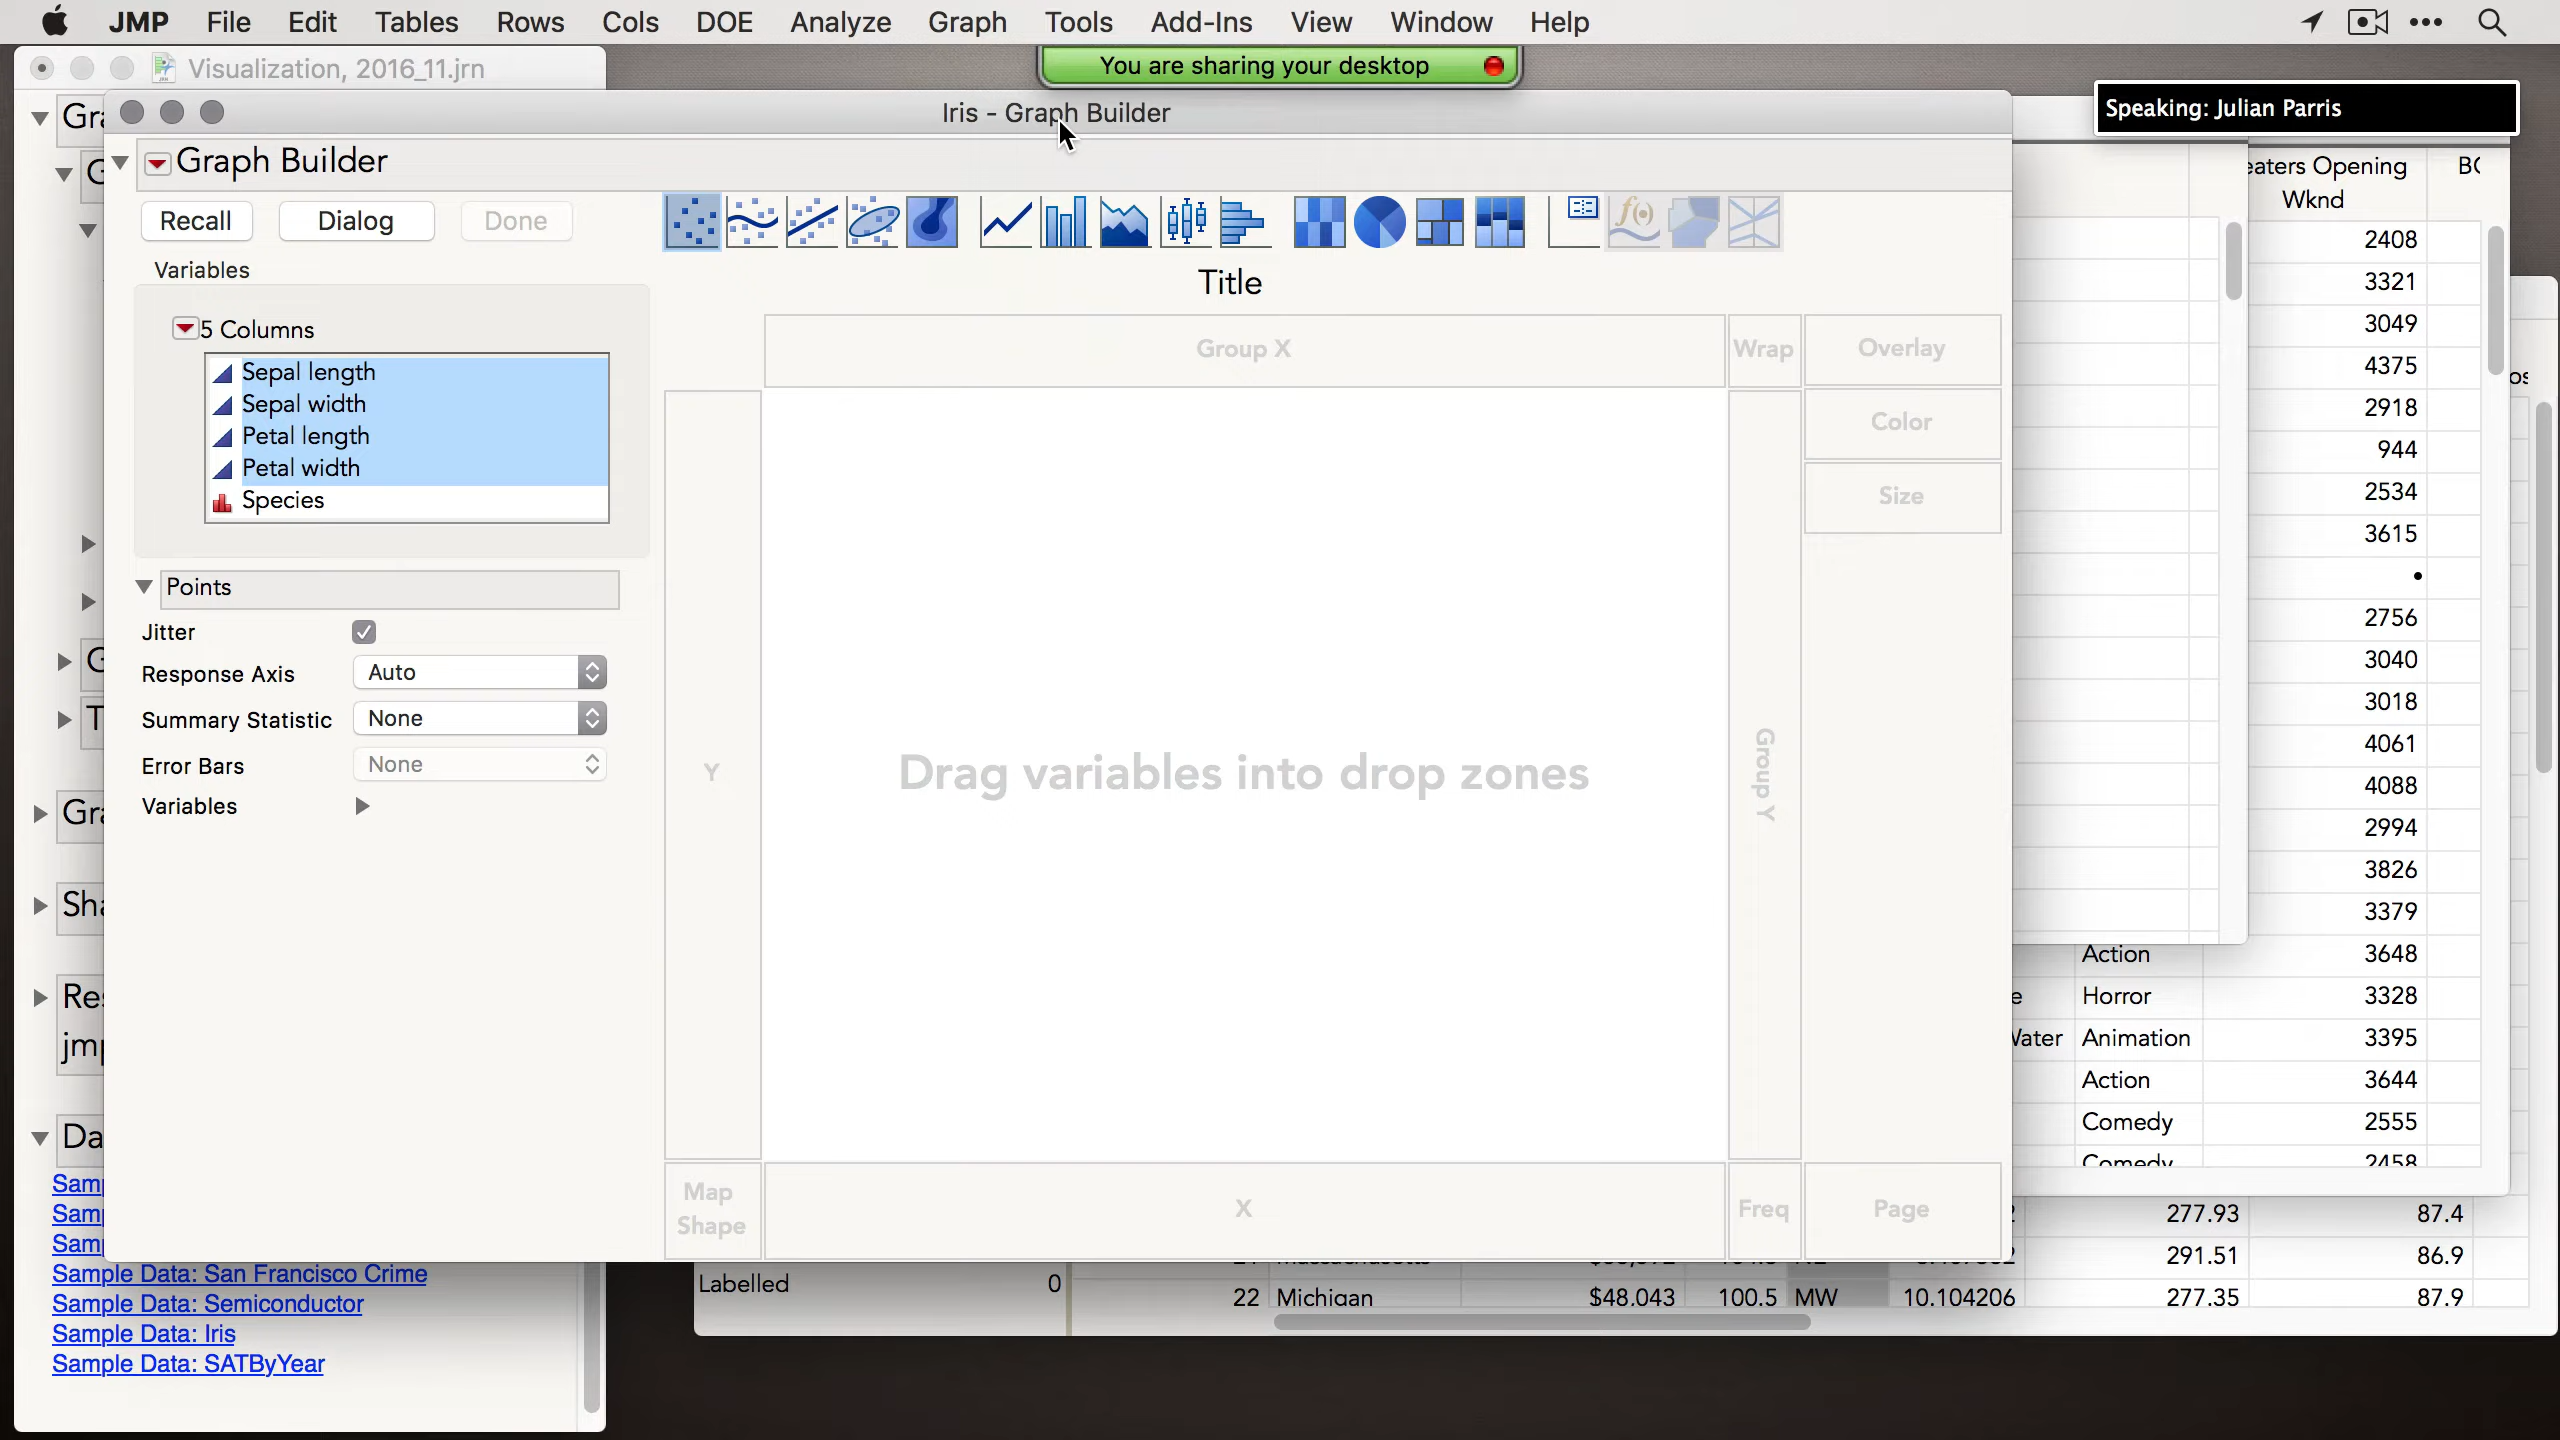 JMP File Edit Tables Rows Cols DOE Analyze Graph Tools Add-Ins View Window Help
Visualization, 2016_11.jrn
You are sharing your desktop
Speaking: Julian Parris
Iris - Graph Builder
Graph Builder
Recall Dialog Done
Variables
5 Columns
Sepal length
Sepal width
Petal length
Petal width
Species
Points
Jitter
Response Axis Auto
Summary Statistic None
Error Bars None
Variables
Title
Group X
Wrap
Overlay
Color
Size
Y
Drag variables into drop zones
Group Y
Map
Shape
X
Freq
Page
Opening
Wknd
2408
3321
3049
4375
2918
944
2534
3615
•
2756
3040
3018
4061
4088
2994
3826
3379
Action 3648
Horror 3328
Animation 3395
Action 3644
Comedy 2555
Comedy 2458
277.93 87.4
291.51 86.9
Labelled 0
22 Michigan $48,043 100.5 MW 10.104206 277.35 87.9
Sample Data: San Francisco Crime
Sample Data: Semiconductor
Sample Data: Iris
Sample Data: SATByYear